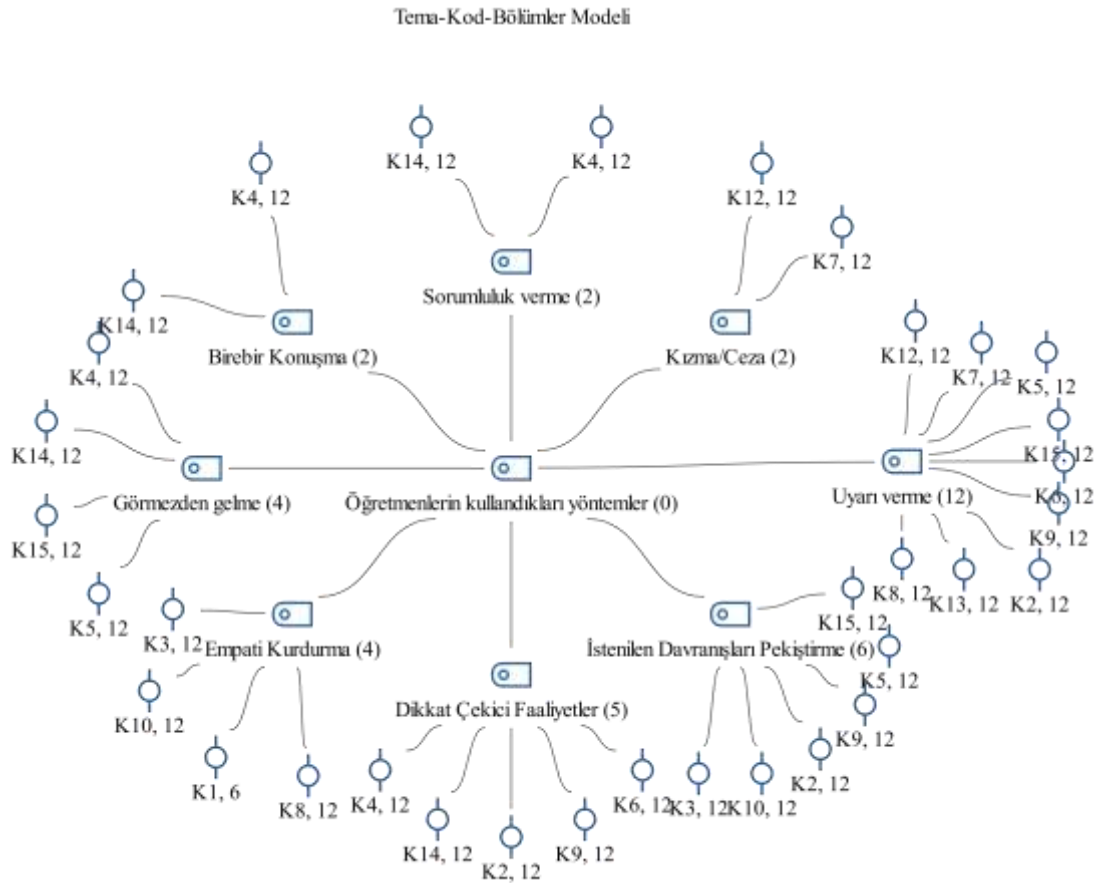 Tema-Kod-Bölümler Modeli
K14, 12
K4, 12
K4, 12
K12, 12
K7, 12
Sorumluluk verme (2)
K14, 12
Birebir Konuşma (2)
Kızma/Ceza (2)
K12, 12
K7, 12
K5, 12
K4, 12
K14, 12
K15, 12
Görmezden gelme (4)
Öğretmenlerin kullandıkları yöntemler (0)
Uyarı verme (12)
K6, 12
K15, 12
K9, 12
K5, 12
K3, 12
K8, 12
K13, 12
K2, 12
K15, 12
Empati Kurdurma (4)
İstenilen Davranışları Pekiştirme (6)
K5, 12
K10, 12
Dikkat Çekici Faaliyetler (5)
K9, 12
K1, 6
K8, 12
K4, 12
K6, 12
K3, 12
K10, 12
K2, 12
K14, 12
K2, 12
K9, 12